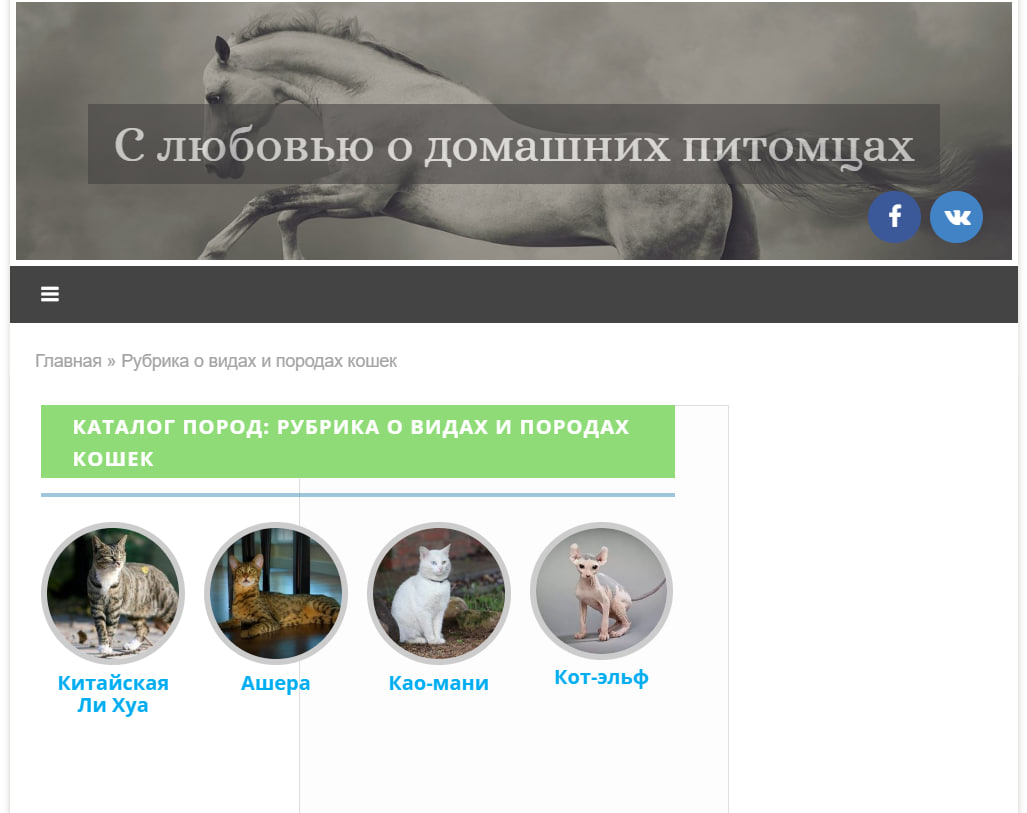 С любовью о домашних питомцах
Главная » Рубрика о видах и породах кошек
КАТАЛОГ ПОРОД: РУБРИКА О ВИДАХ И ПОРОДАХ
КОШЕК
Китайская
Ли Хуа
Ашера
Као-мани
Кот-эльф